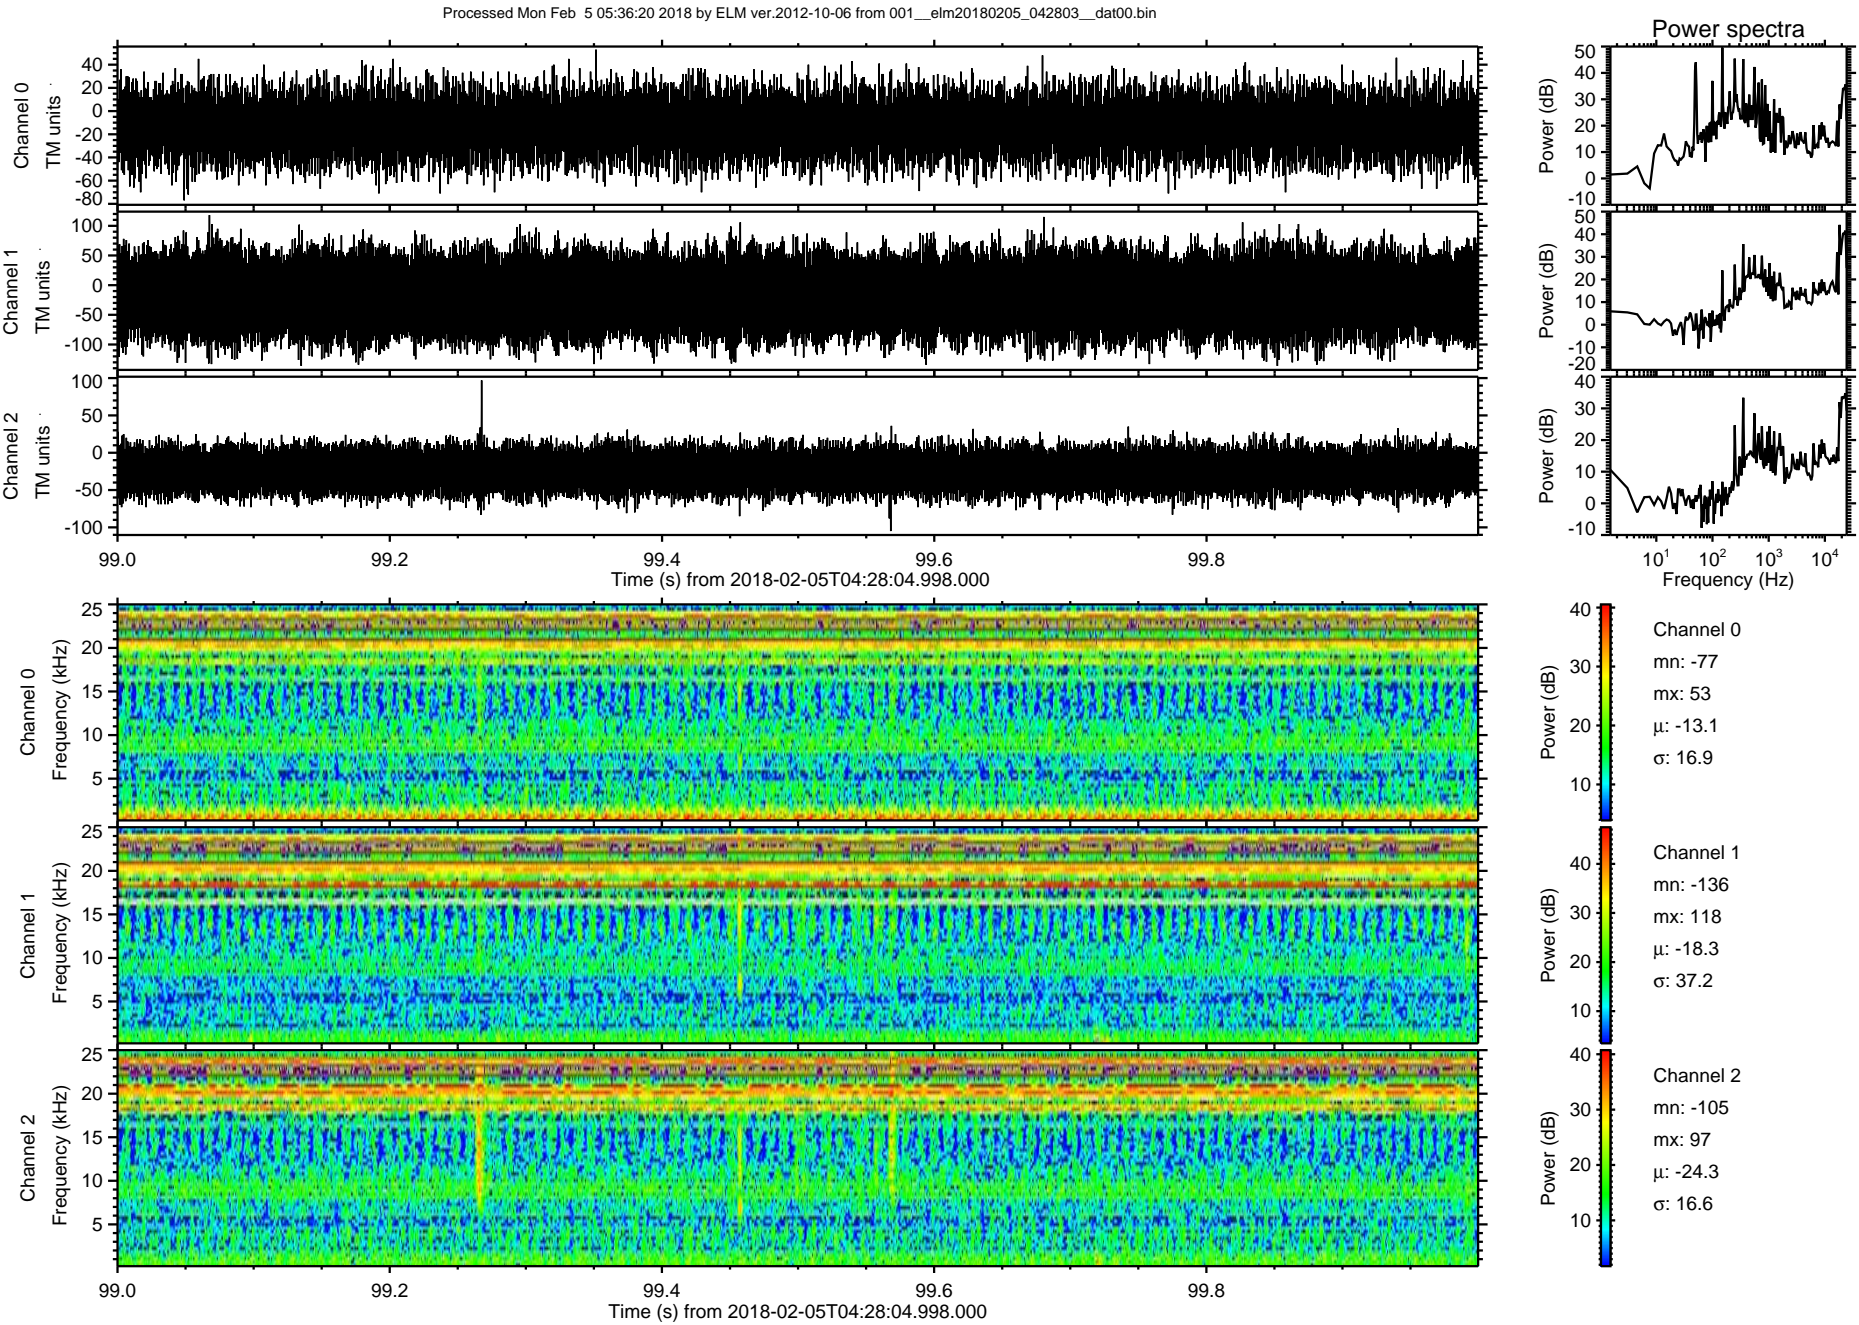 Processed Mon Feb  5 05:36:20 2018 by ELM ver.2012-10-06 from 001__elm20180205_042803__dat00.bin
Power spectra
Channel 0
TM units
40
20
0
-20
-40
-60
-80
Power (dB)
50
40
30
20
10
0
-10
Channel 1
TM units
100
50
0
-50
-100
Power (dB)
50
40
30
20
10
0
-10
-20
Channel 2
TM units
100
50
0
-50
-100
Power (dB)
40
30
20
10
0
-10
99.0 99.2 99.4 99.6 99.8
Time (s) from 2018-02-05T04:28:04.998.000
10^1 10^2 10^3 10^4
Frequency (Hz)
Channel 0
Frequency (kHz)
25
20
15
10
5
Power (dB)
40
30
20
10
Channel 0
mn: -77
mx: 53
μ: -13.1
σ: 16.9
Channel 1
Frequency (kHz)
25
20
15
10
5
Power (dB)
40
30
20
10
Channel 1
mn: -136
mx: 118
μ: -18.3
σ: 37.2
Channel 2
Frequency (kHz)
25
20
15
10
5
Power (dB)
40
30
20
10
Channel 2
mn: -105
mx: 97
μ: -24.3
σ: 16.6
99.0 99.2 99.4 99.6 99.8
Time (s) from 2018-02-05T04:28:04.998.000